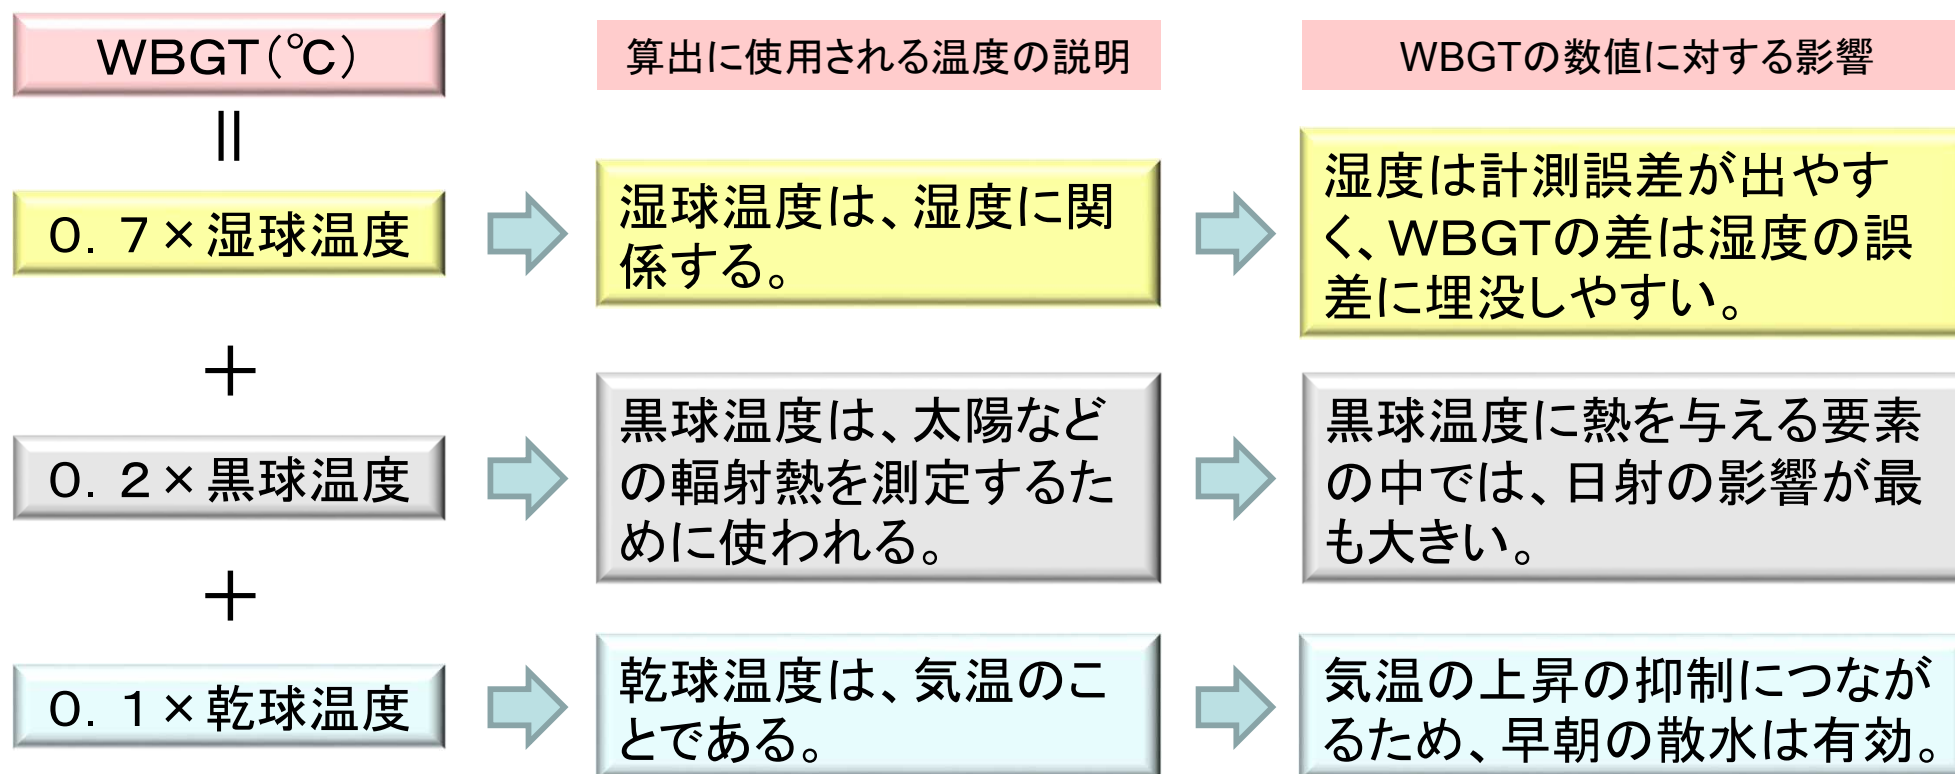 WBGT(℃)
算出に使用される温度の説明
WBGTの数値に対する影響
＝
０．７×湿球温度
湿球温度は、湿度に関
係する。
湿度は計測誤差が出やす
く、WBGTの差は湿度の誤
差に埋没しやすい。
＋
０．２×黒球温度
黒球温度は、太陽など
の輻射熱を測定するた
めに使われる。
黒球温度に熱を与える要素
の中では、日射の影響が最
も大きい。
＋
０．１×乾球温度
乾球温度は、気温のこ
とである。
気温の上昇の抑制につなが
るため、早朝の散水は有効。